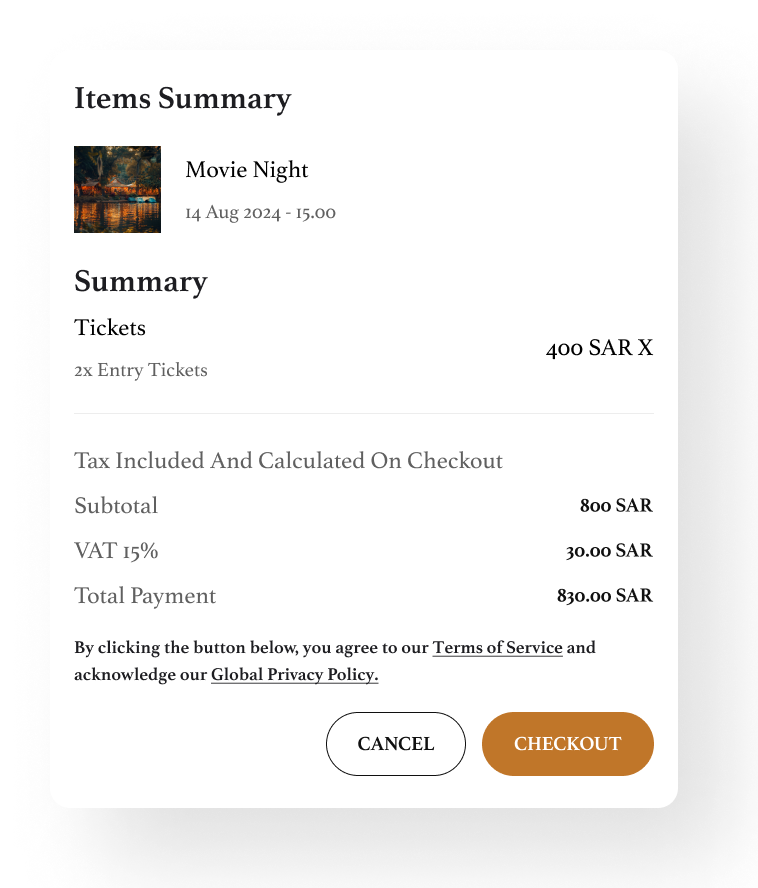 Items Summary
Movie Night
14 Aug 2024 - 15.00
Summary
Tickets
400 SAR X
2x Entry Tickets
Tax Included And Calculated On Checkout
Subtotal 800 SAR
VAT 15% 30.00 SAR
Total Payment 830.00 SAR
By clicking the button below, you agree to our Terms of Service and
acknowledge our Global Privacy Policy.
CANCEL CHECKOUT